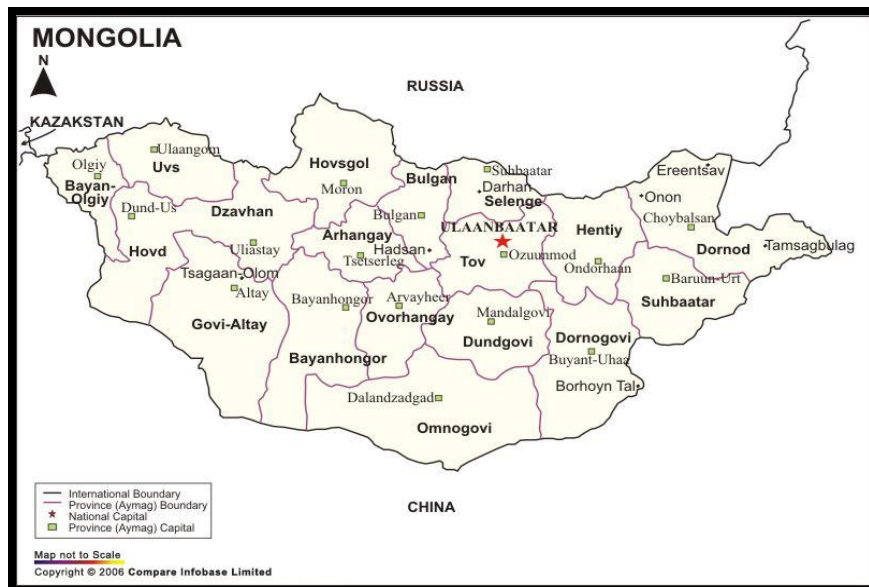 MONGOLIA
N
RUSSIA
KAZAKSTAN
Ulaangom
Uvs
Olgiy
Bayan-
Olgiy
Hovsgol
Moron
Bulgan
Suhbaatar
Darhan
Selenge
Ereentsav
Onon
Choybalsan
Dund-Us
Dzavhan
Bulgan
ULAANBAATAR
Hentiy
Arhangay
Hadsan
Hovd
Uliastay
Tsetserleg
Tov
Ozuunmod
Ondorhaan
Dornod
Tamsagbulag
Tsagaan-Olom
Altay
Baruun-Urt
Suhbaatar
Bayanhongor
Arvayheer
Ovorhangay
Mandalgovi
Govi-Altay
Dundgovi
Dornogovi
Bayanhongor
Buyant-Uhaa
Borhoyn Tal
Dalandzadgad
Omnogovi
CHINA
International Boundary
Province (Aymag) Boundary
National Capital
Province (Aymag) Capital
Map not to Scale
Copyright © 2006 Compare Infobase Limited